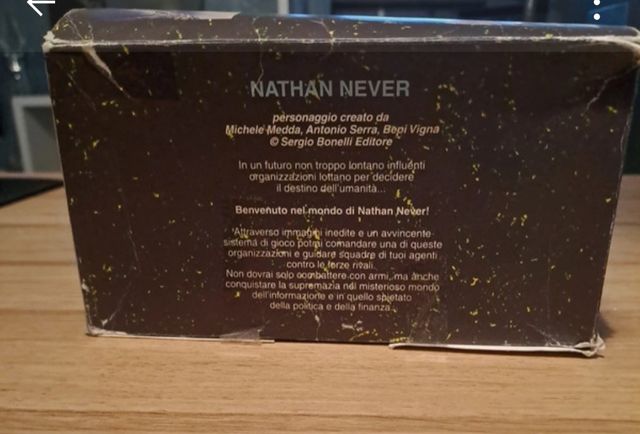 NATHAN NEVER
personaggio creato da
Michele Medda, Antonio Serra, Bepi Vigna
© Sergio Bonelli Editore
In un futuro non troppo lontano influenti
organizzazioni lottano per decidere
il destino dell'umanità...
Benvenuto nel mondo di Nathan Never!
Attraverso immagini inedite e un avvincente
sistema di gioco potrai comandare una di queste
organizzazioni e guidare squadre di tuoi agenti
contro le forze rivali.
Non dovrai solo combattere con armi, ma anche
conquistare la supremazia nel misterioso mondo
dell'informazione e in quello spietato
della politica e della finanza.